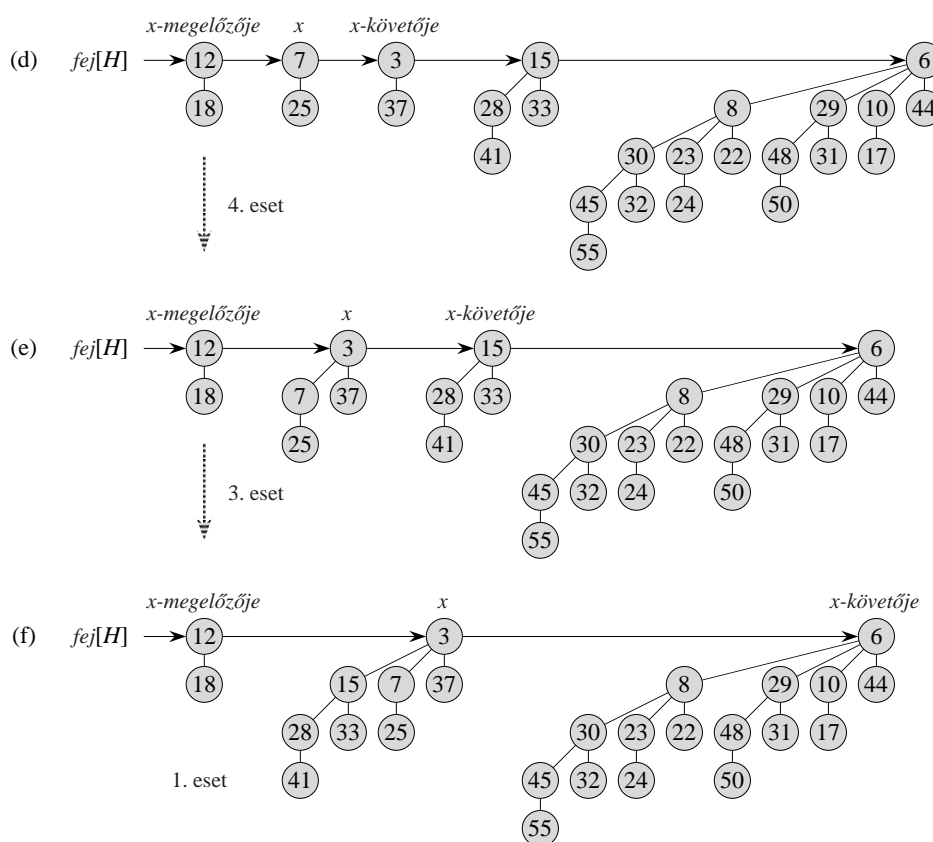 x-megelőzője x x-követője
(d) fej[H] 12 7 3 15 6
18 25 37 28 33 8 29 10 44
41 30 23 22 48 31 17
4. eset 45 32 24 50
55
x-megelőzője x x-követője
(e) fej[H] 12 3 15 6
18 7 37 28 33 8 29 10 44
25 41 30 23 22 48 31 17
3. eset 45 32 24 50
55
x-megelőzője x x-követője
(f) fej[H] 12 3 6
18 15 7 37 8 29 10 44
28 33 25 30 23 22 48 31 17
1. eset 41 45 32 24 50
55